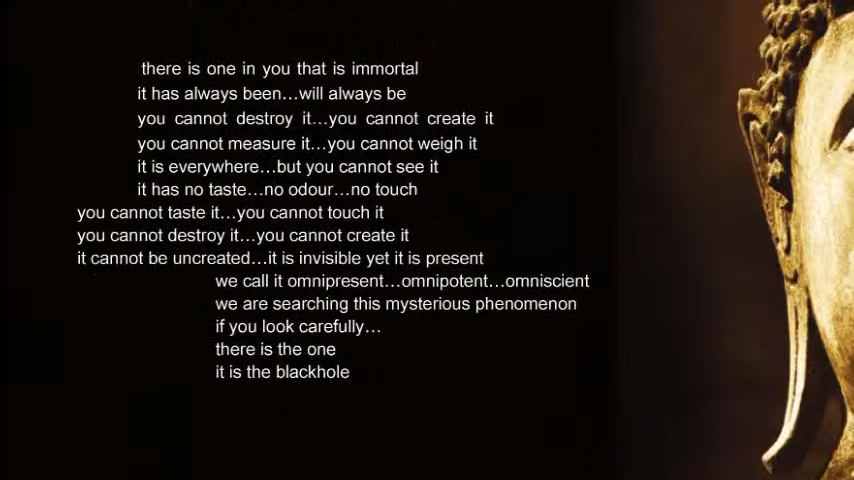 there is one in you that is immortal
it has always been…will always be
you cannot destroy it…you cannot create it
you cannot measure it…you cannot weigh it
it is everywhere…but you cannot see it
it has no taste…no odour…no touch
you cannot taste it…you cannot touch it
you cannot destroy it…you cannot create it
it cannot be uncreated…it is invisible yet it is present
we call it omnipresent…omnipotent…omniscient
we are searching this mysterious phenomenon
if you look carefully…
there is the one
it is the blackhole